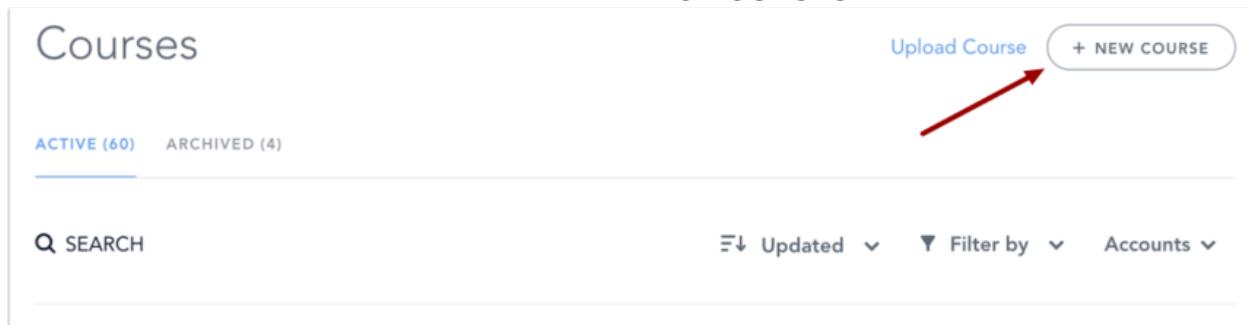 Courses
Upload Course + NEW COURSE
ACTIVE (60) ARCHIVED (4)
SEARCH Updated Filter by Accounts